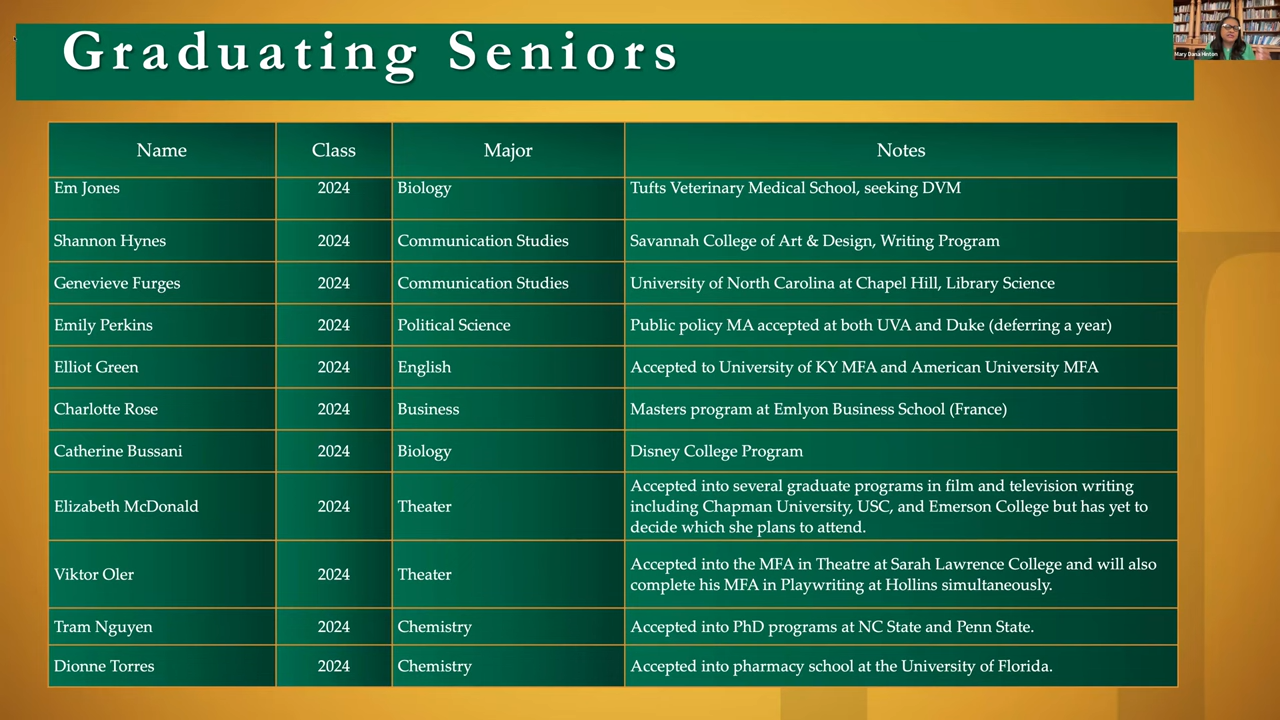 Graduating Seniors
Mary Dana Hinton
Name Class Major Notes
Em Jones 2024 Biology Tufts Veterinary Medical School, seeking DVM
Shannon Hynes 2024 Communication Studies Savannah College of Art & Design, Writing Program
Genevieve Furges 2024 Communication Studies University of North Carolina at Chapel Hill, Library Science
Emily Perkins 2024 Political Science Public policy MA accepted at both UVA and Duke (deferring a year)
Elliot Green 2024 English Accepted to University of KY MFA and American University MFA
Charlotte Rose 2024 Business Masters program at Emlyon Business School (France)
Catherine Bussani 2024 Biology Disney College Program
Elizabeth McDonald 2024 Theater Accepted into several graduate programs in film and television writing
including Chapman University, USC, and Emerson College but has yet to
decide which she plans to attend.
Viktor Oler 2024 Theater Accepted into the MFA in Theatre at Sarah Lawrence College and will also
complete his MFA in Playwriting at Hollins simultaneously.
Tram Nguyen 2024 Chemistry Accepted into PhD programs at NC State and Penn State.
Dionne Torres 2024 Chemistry Accepted into pharmacy school at the University of Florida.